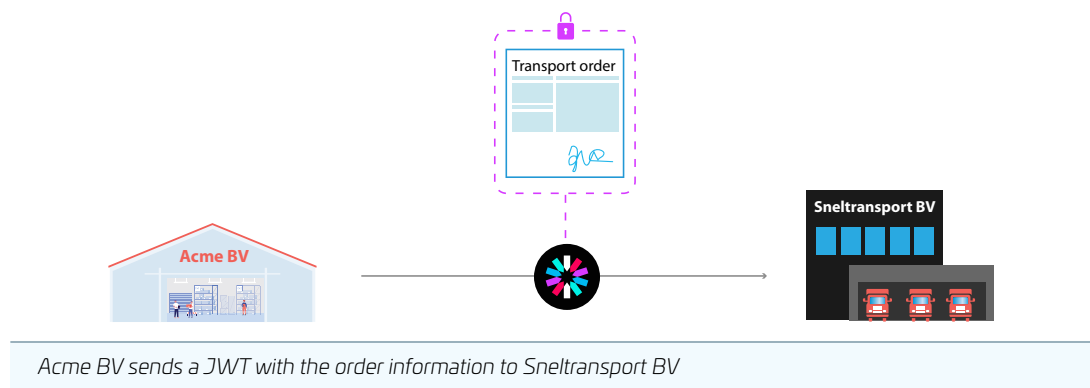 Transport order
Sneltransport BV
Acme BV
Acme BV sends a JWT with the order information to Sneltransport BV